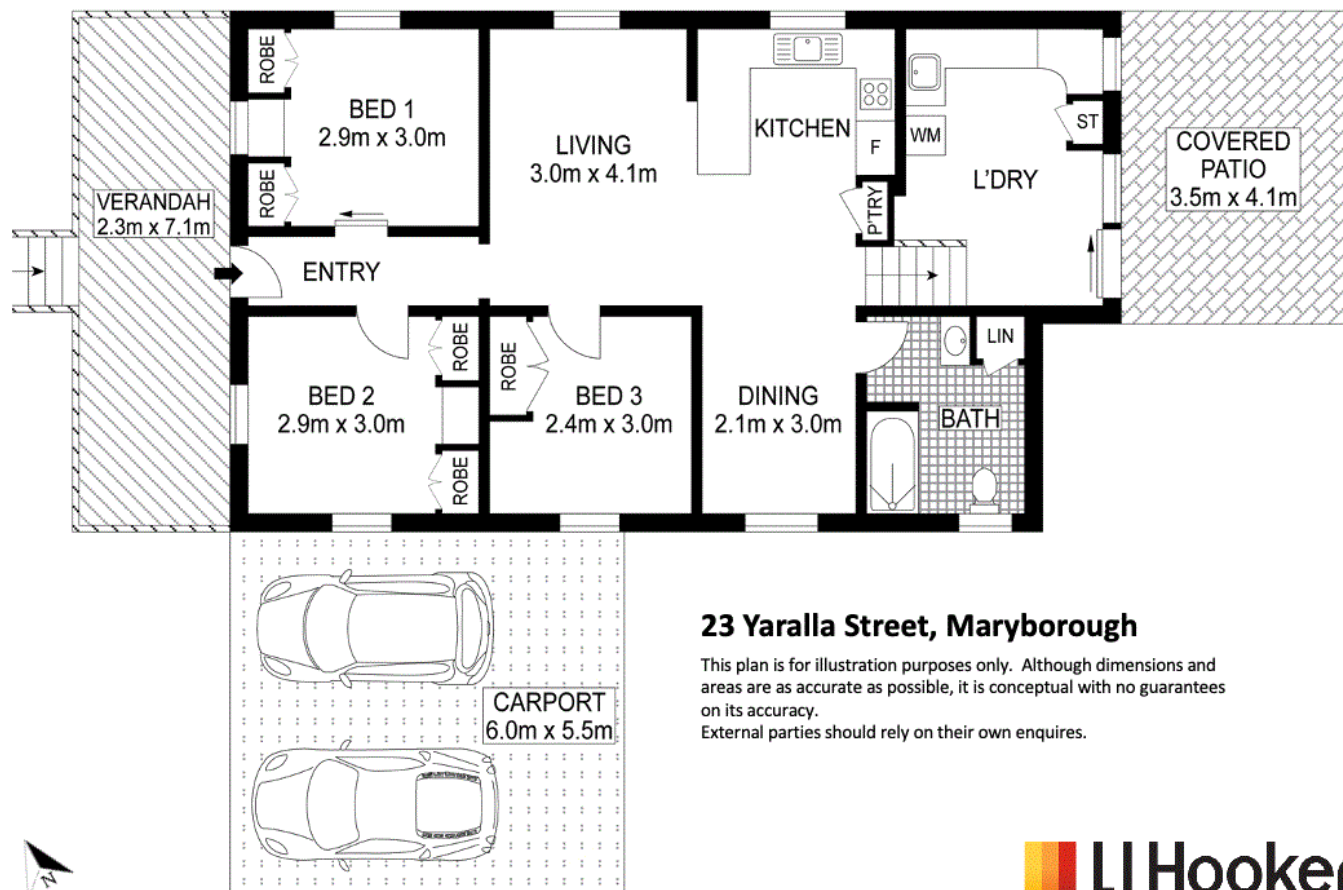 ROBE
BED 1
2.9m x 3.0m
ROBE
VERANDAH
2.3m x 7.1m
ENTRY
LIVING
3.0m x 4.1m
KITCHEN
F
P'TRY
WM
L'DRY
ST
COVERED
PATIO
3.5m x 4.1m
BED 2
2.9m x 3.0m
ROBE
ROBE
ROBE
BED 3
2.4m x 3.0m
DINING
2.1m x 3.0m
LIN
BATH
CARPORT
6.0m x 5.5m
23 Yaralla Street, Maryborough
This plan is for illustration purposes only. Although dimensions and
areas are as accurate as possible, it is conceptual with no guarantees
on its accuracy.
External parties should rely on their own enquires.
N
LJ Hooke